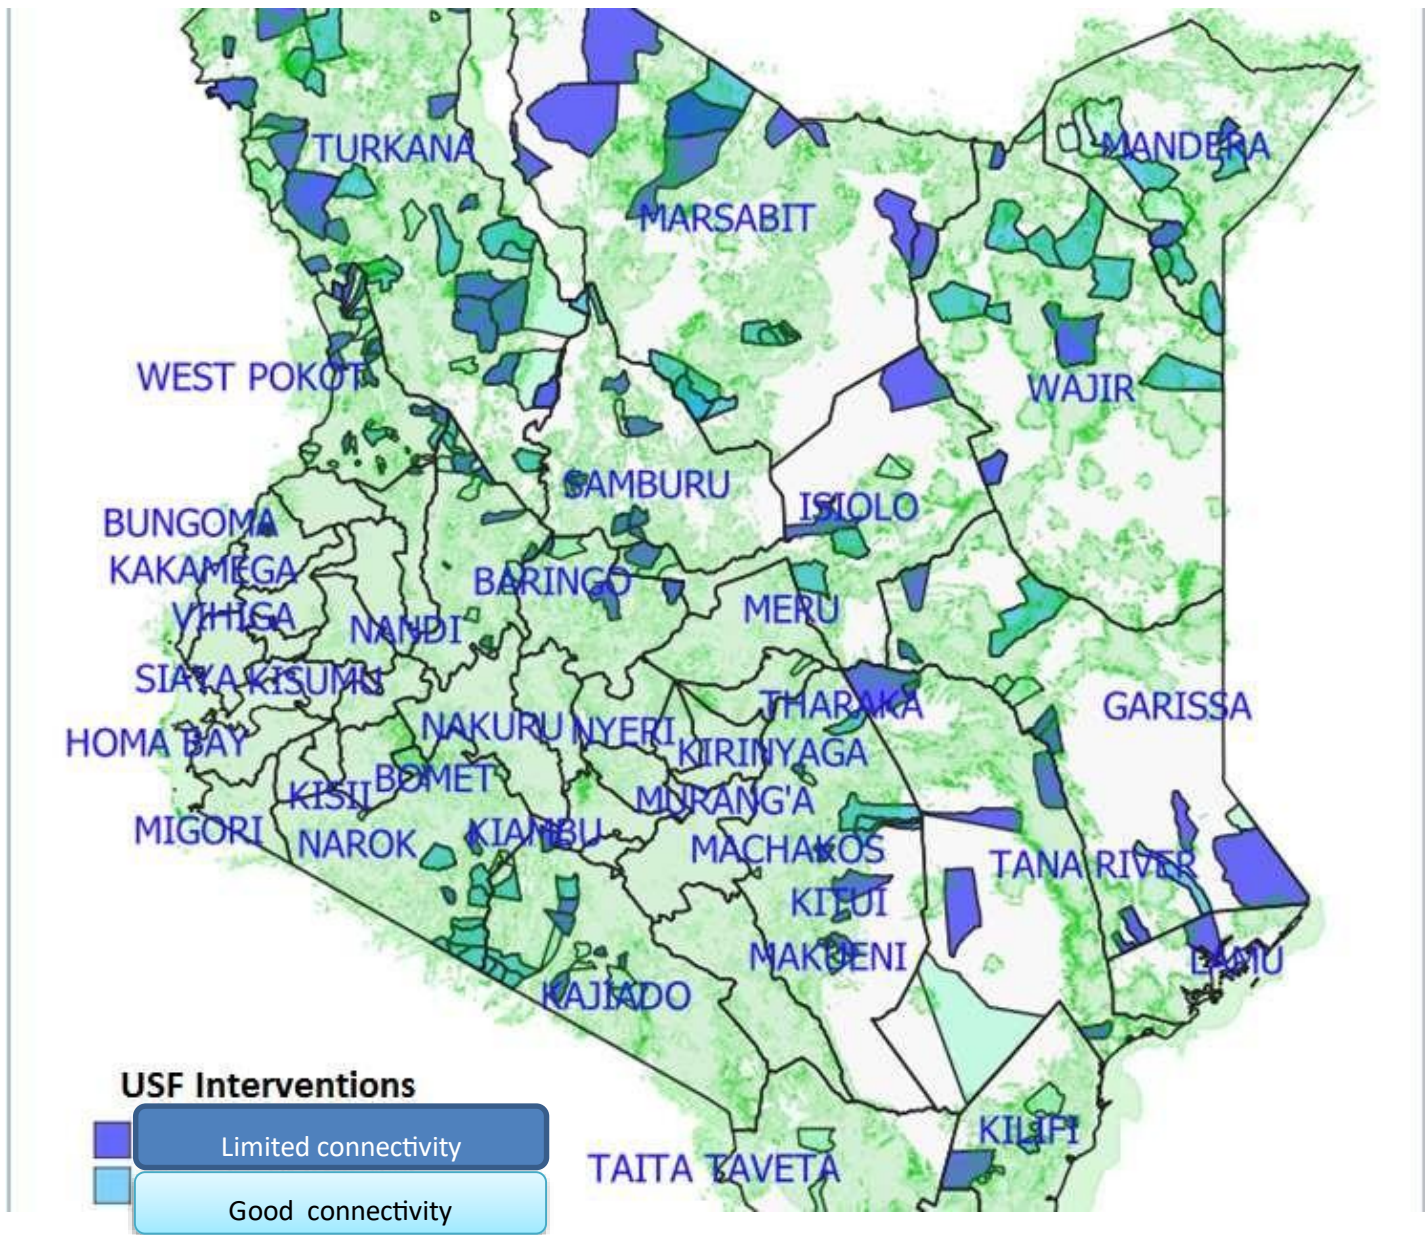 MANDERA
TURKANA
MARSABIT
WEST POKOT
WAJIR
SAMBURU
ISIOLO
BUNGOMA
KAKAMEGA
BARINGO
MERU
VIHIGA
NANDI
SIAYA KISUMU
THARAKA
GARISSA
HOMA BAY
NAKURU NYERI
KIRINYAGA
KISII BOMET
MURANG'A
MIGORI
NAROK
KIAMBU
MACHAKOS
TANA RIVER
KITUI
MAKUENI
LAMU
KAJIADO
USF Interventions
Limited connectivity
KILIFI
TAITA TAVETA
Good connectivity